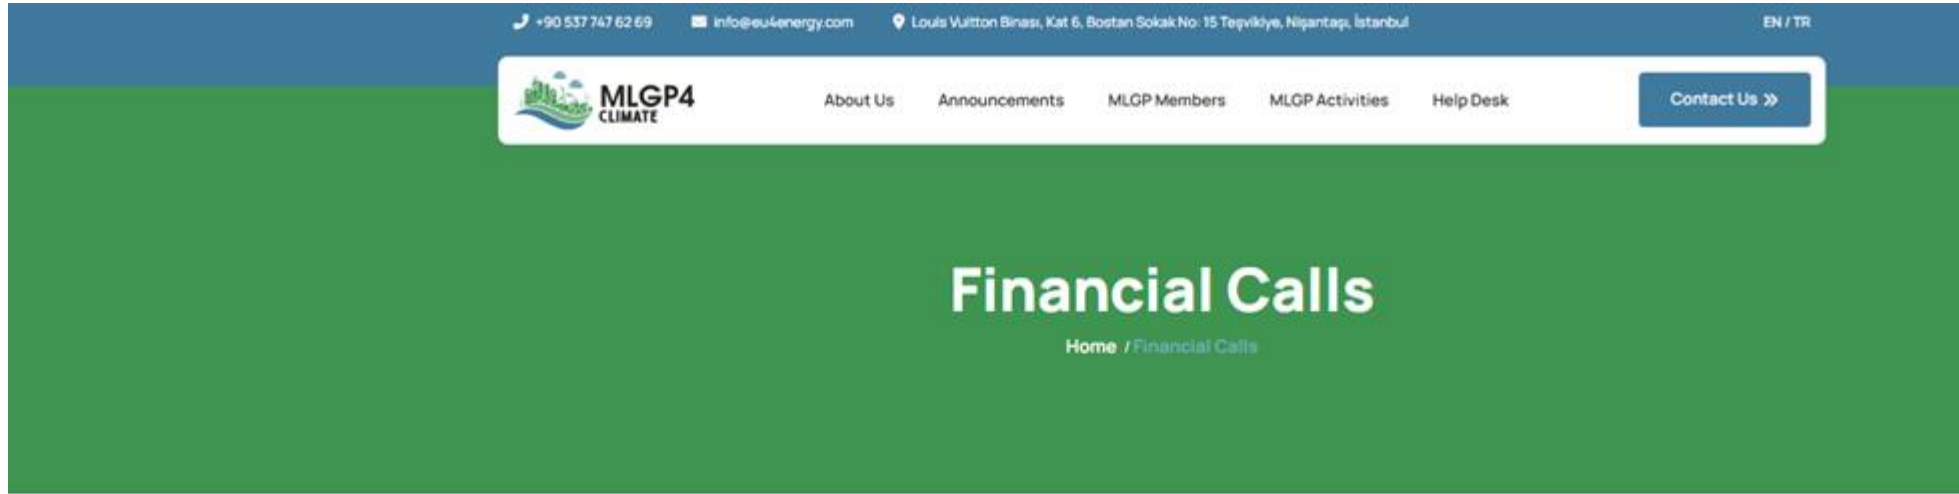 +90 537 747 62 69 info@eu4energy.com Louis Vuitton Binası, Kat 6, Bostan Sokak No: 15 Teşvikiye, Nişantaşı, İstanbul EN / TR
MLGP4
CLIMATE
About Us Announcements MLGP Members MLGP Activities Help Desk Contact Us »
Financial Calls
Home / Financial Calls